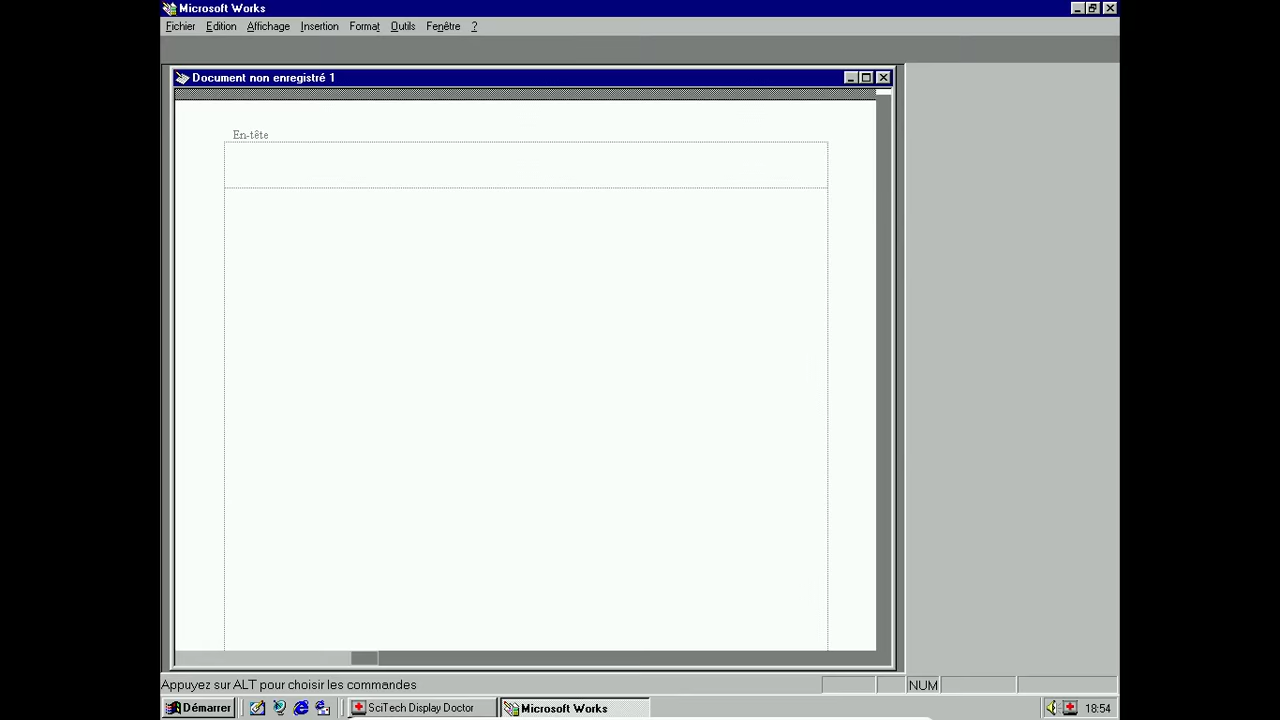 Microsoft Works
Fichier Edition Affichage Insertion Format Outils Fenêtre ?
Document non enregistré 1
En-tête
Appuyez sur ALT pour choisir les commandes
NUM
Démarrer SciTech Display Doctor Microsoft Works 18:54